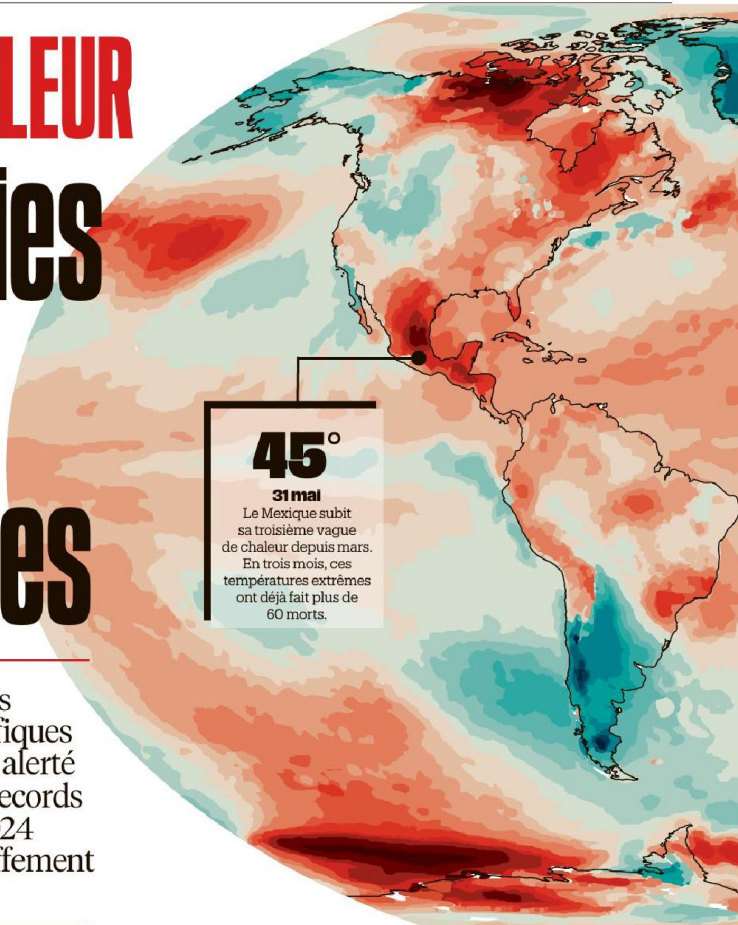 LEUR
ies
es
s
fiques
alerté
ecords
24
ffement
45°
31 mai
Le Mexique subit
sa troisième vague
de chaleur depuis mars.
En trois mois, ces
températures extrêmes
ont déjà fait plus de
60 morts.